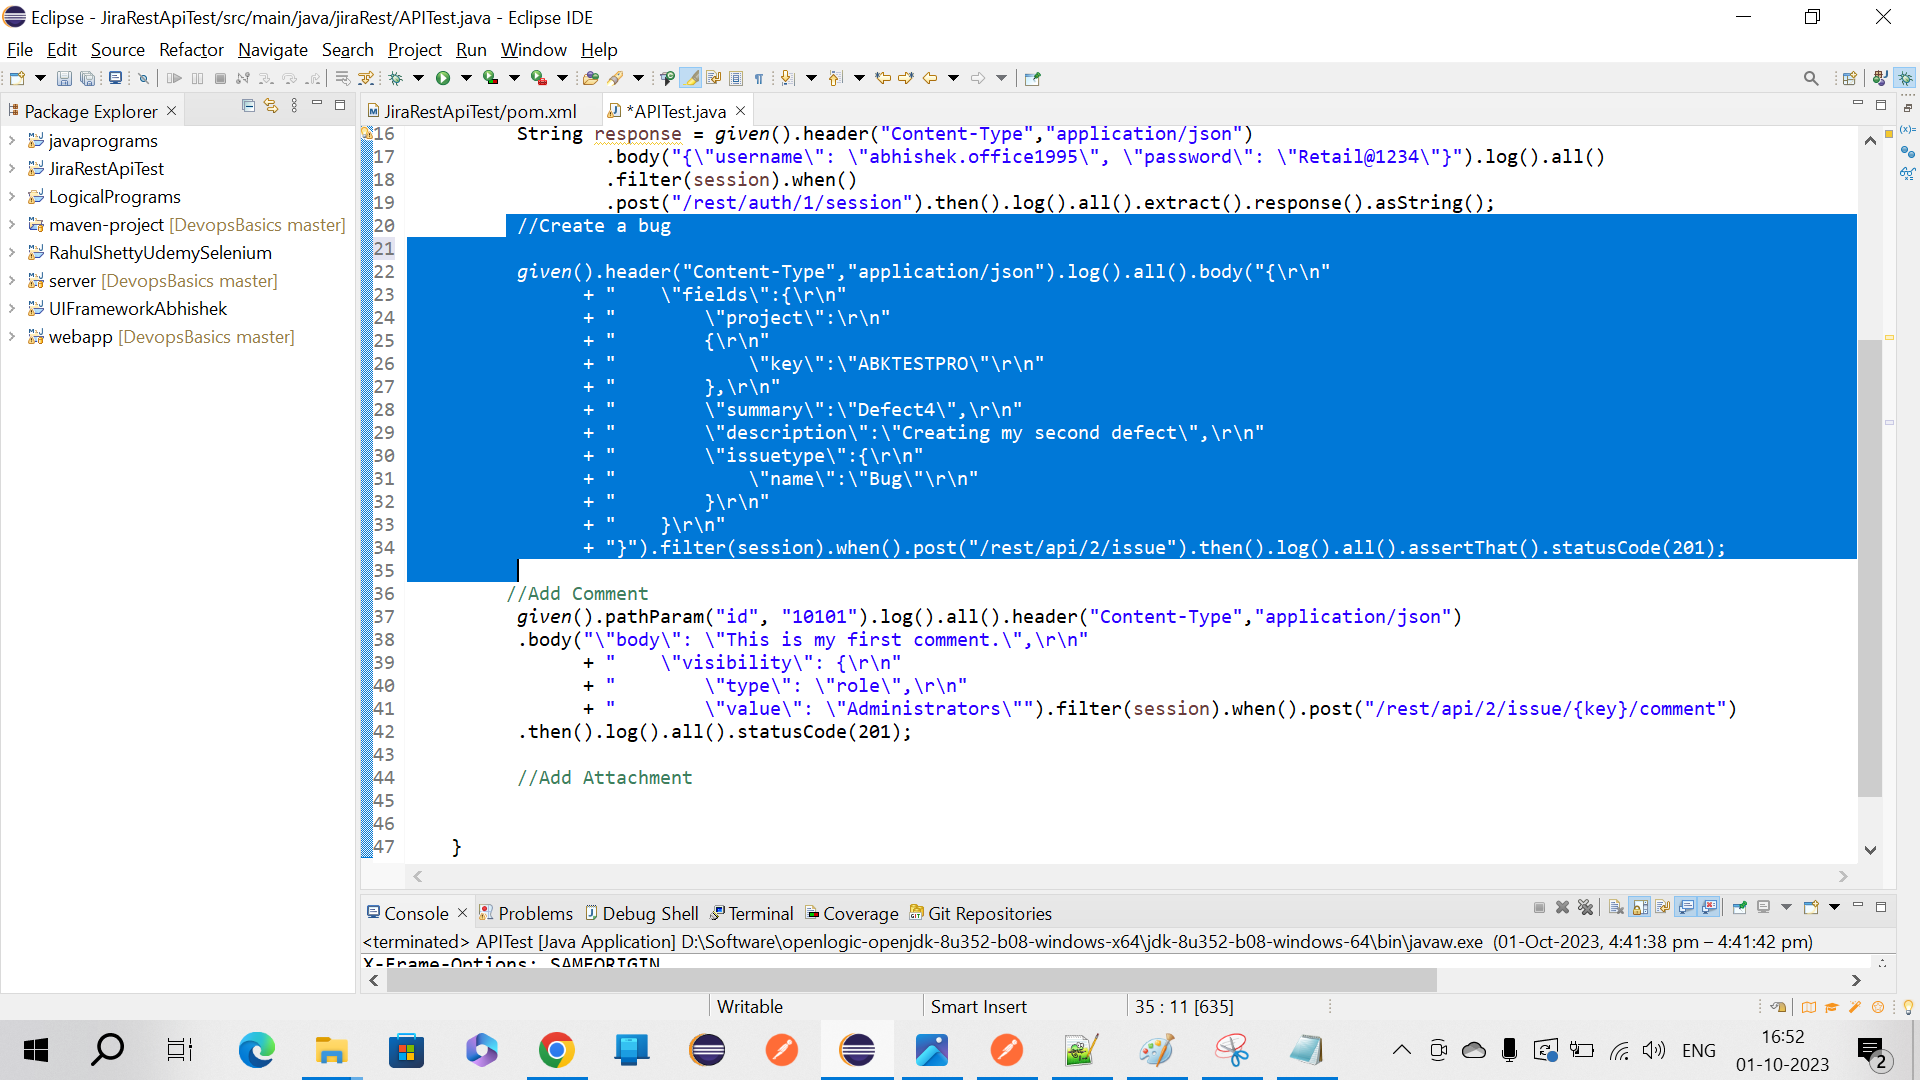 Eclipse - JiraRestApiTest/src/main/java/jiraRest/APITest.java - Eclipse IDE
File Edit Source Refactor Navigate Search Project Run Window Help
Package Explorer
javaprograms
JiraRestApiTest
LogicalPrograms
maven-project [DevopsBasics master]
RahulShettyUdemySelenium
server [DevopsBasics master]
UIFrameworkAbhishek
webapp [DevopsBasics master]
JiraRestApiTest/pom.xml *APITest.java
16 String response = given().header("Content-Type","application/json")
17 .body("{\"username\": \"abhishek.office1995\", \"password\": \"Retail@1234\"}").log().all()
18 .filter(session).when()
19 .post("/rest/auth/1/session").then().log().all().extract().response().asString();
20 //Create a bug
21
22 given().header("Content-Type","application/json").log().all().body("{\r\n"
23 + "    \"fields\":{\r\n"
24 + "        \"project\":\r\n"
25 + "        {\r\n"
26 + "            \"key\":\"ABKTESTPRO\"\r\n"
27 + "        },\r\n"
28 + "        \"summary\":\"Defect4\",\r\n"
29 + "        \"description\":\"Creating my second defect\",\r\n"
30 + "        \"issuetype\":{\r\n"
31 + "            \"name\":\"Bug\"\r\n"
32 + "        }\r\n"
33 + "    }\r\n"
34 + "}").filter(session).when().post("/rest/api/2/issue").then().log().all().assertThat().statusCode(201);
35
36 //Add Comment
37 given().pathParam("id", "10101").log().all().header("Content-Type","application/json")
38 .body("\"body\": \"This is my first comment.\",\r\n"
39 + "    \"visibility\": {\r\n"
40 + "        \"type\": \"role\",\r\n"
41 + "        \"value\": \"Administrators\"").filter(session).when().post("/rest/api/2/issue/{key}/comment")
42 .then().log().all().statusCode(201);
43
44 //Add Attachment
45
46
47 }
Console Problems Debug Shell Terminal Coverage Git Repositories
<terminated> APITest [Java Application] D:\Software\openlogic-openjdk-8u352-b08-windows-x64\jdk-8u352-b08-windows-64\bin\javaw.exe (01-Oct-2023, 4:41:38 pm – 4:41:42 pm)
X-Frame-Options: SAMEORIGIN
Writable Smart Insert 35 : 11 [635]
ENG
16:52
01-10-2023
2